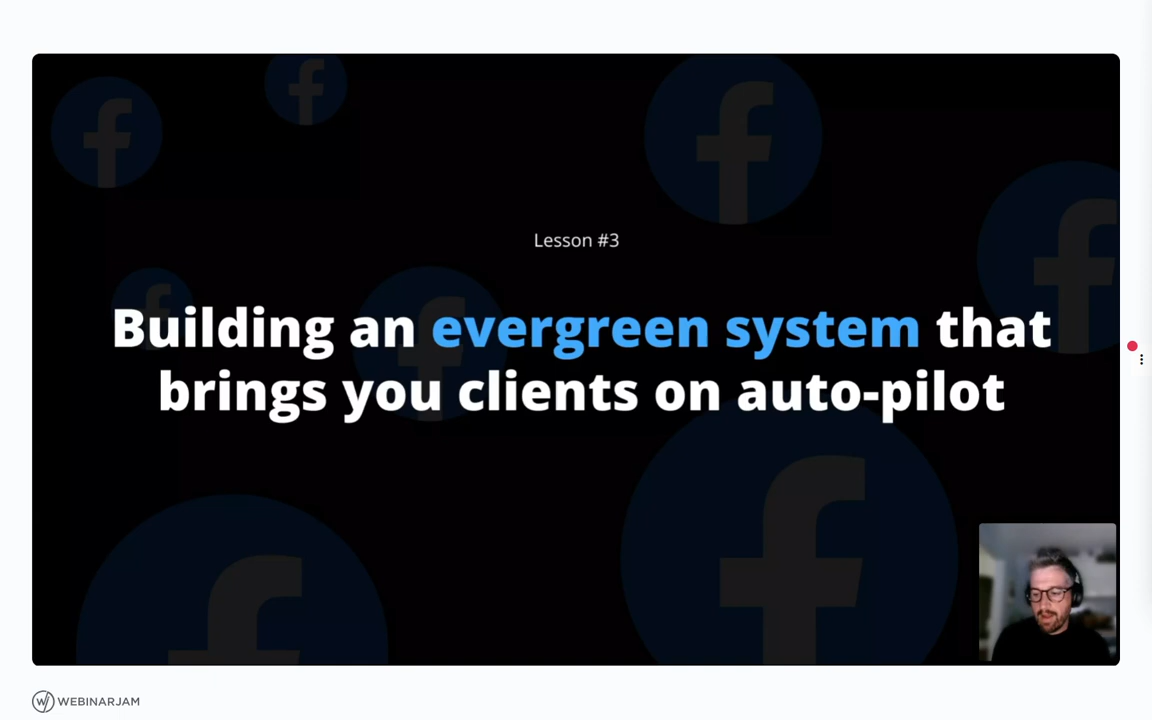 Lesson #3
Building an evergreen system that
brings you clients on auto-pilot
WEBINARJAM